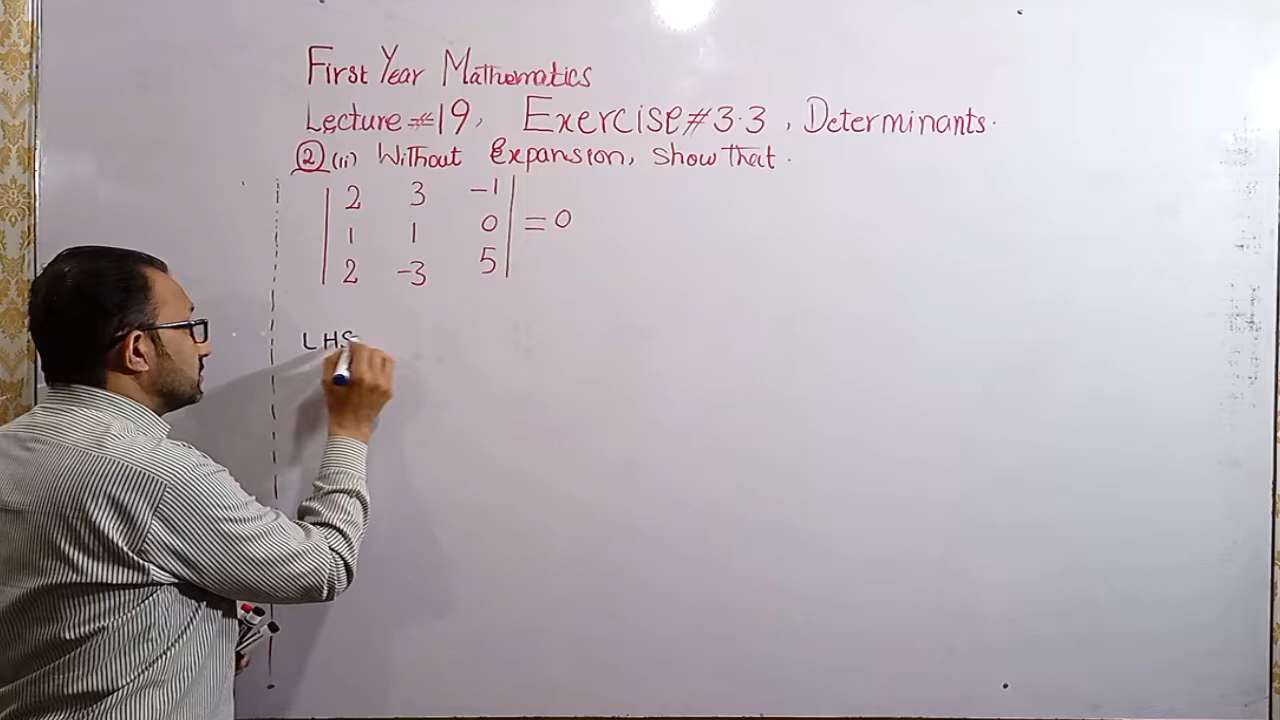 First Year Mathematics
Lecture #19, Exercise #3.3, Determinants.
② (ii) Without Expansion, show that.
| 2 3 -1 |
| 1 1 0 | = 0
| 2 -3 5 |
LHS